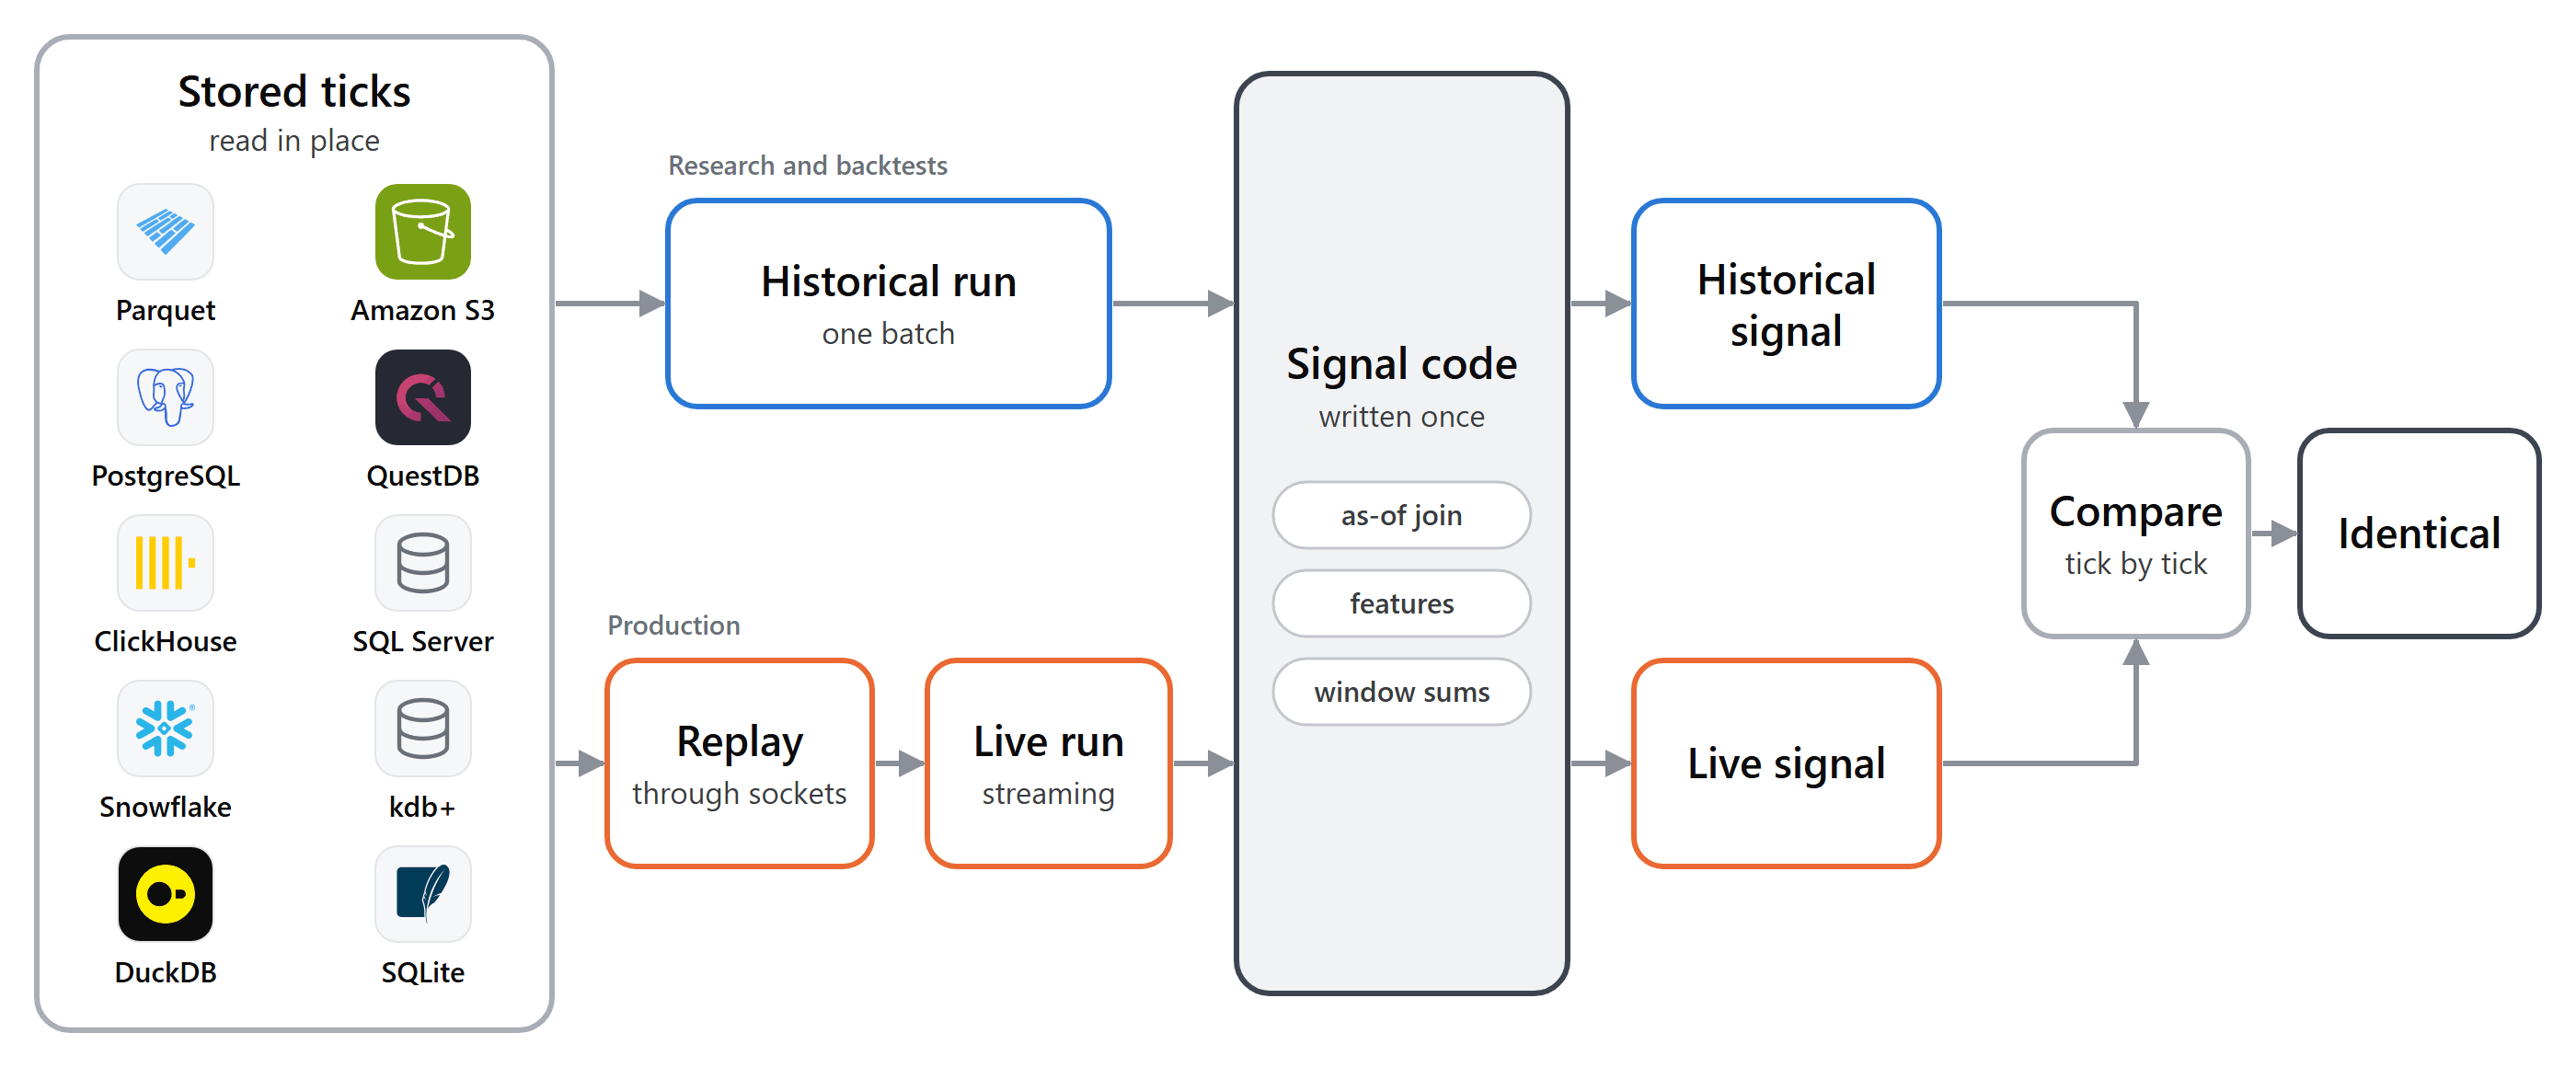 Stored ticks
read in place
Parquet
Amazon S3
PostgreSQL
QuestDB
ClickHouse
SQL Server
Snowflake
kdb+
DuckDB
SQLite
Research and backtests
Historical run
one batch
Production
Replay
through sockets
Live run
streaming
Signal code
written once
as-of join
features
window sums
Historical
signal
Live signal
Compare
tick by tick
Identical